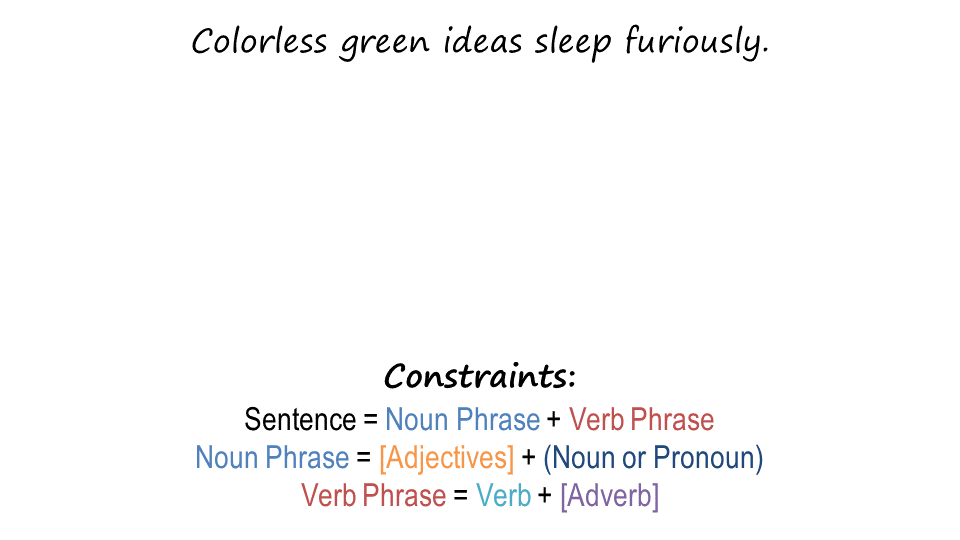 Colorless green ideas sleep furiously.
Constraints:
Sentence = Noun Phrase + Verb Phrase
Noun Phrase = [Adjectives] + (Noun or Pronoun)
Verb Phrase = Verb + [Adverb]